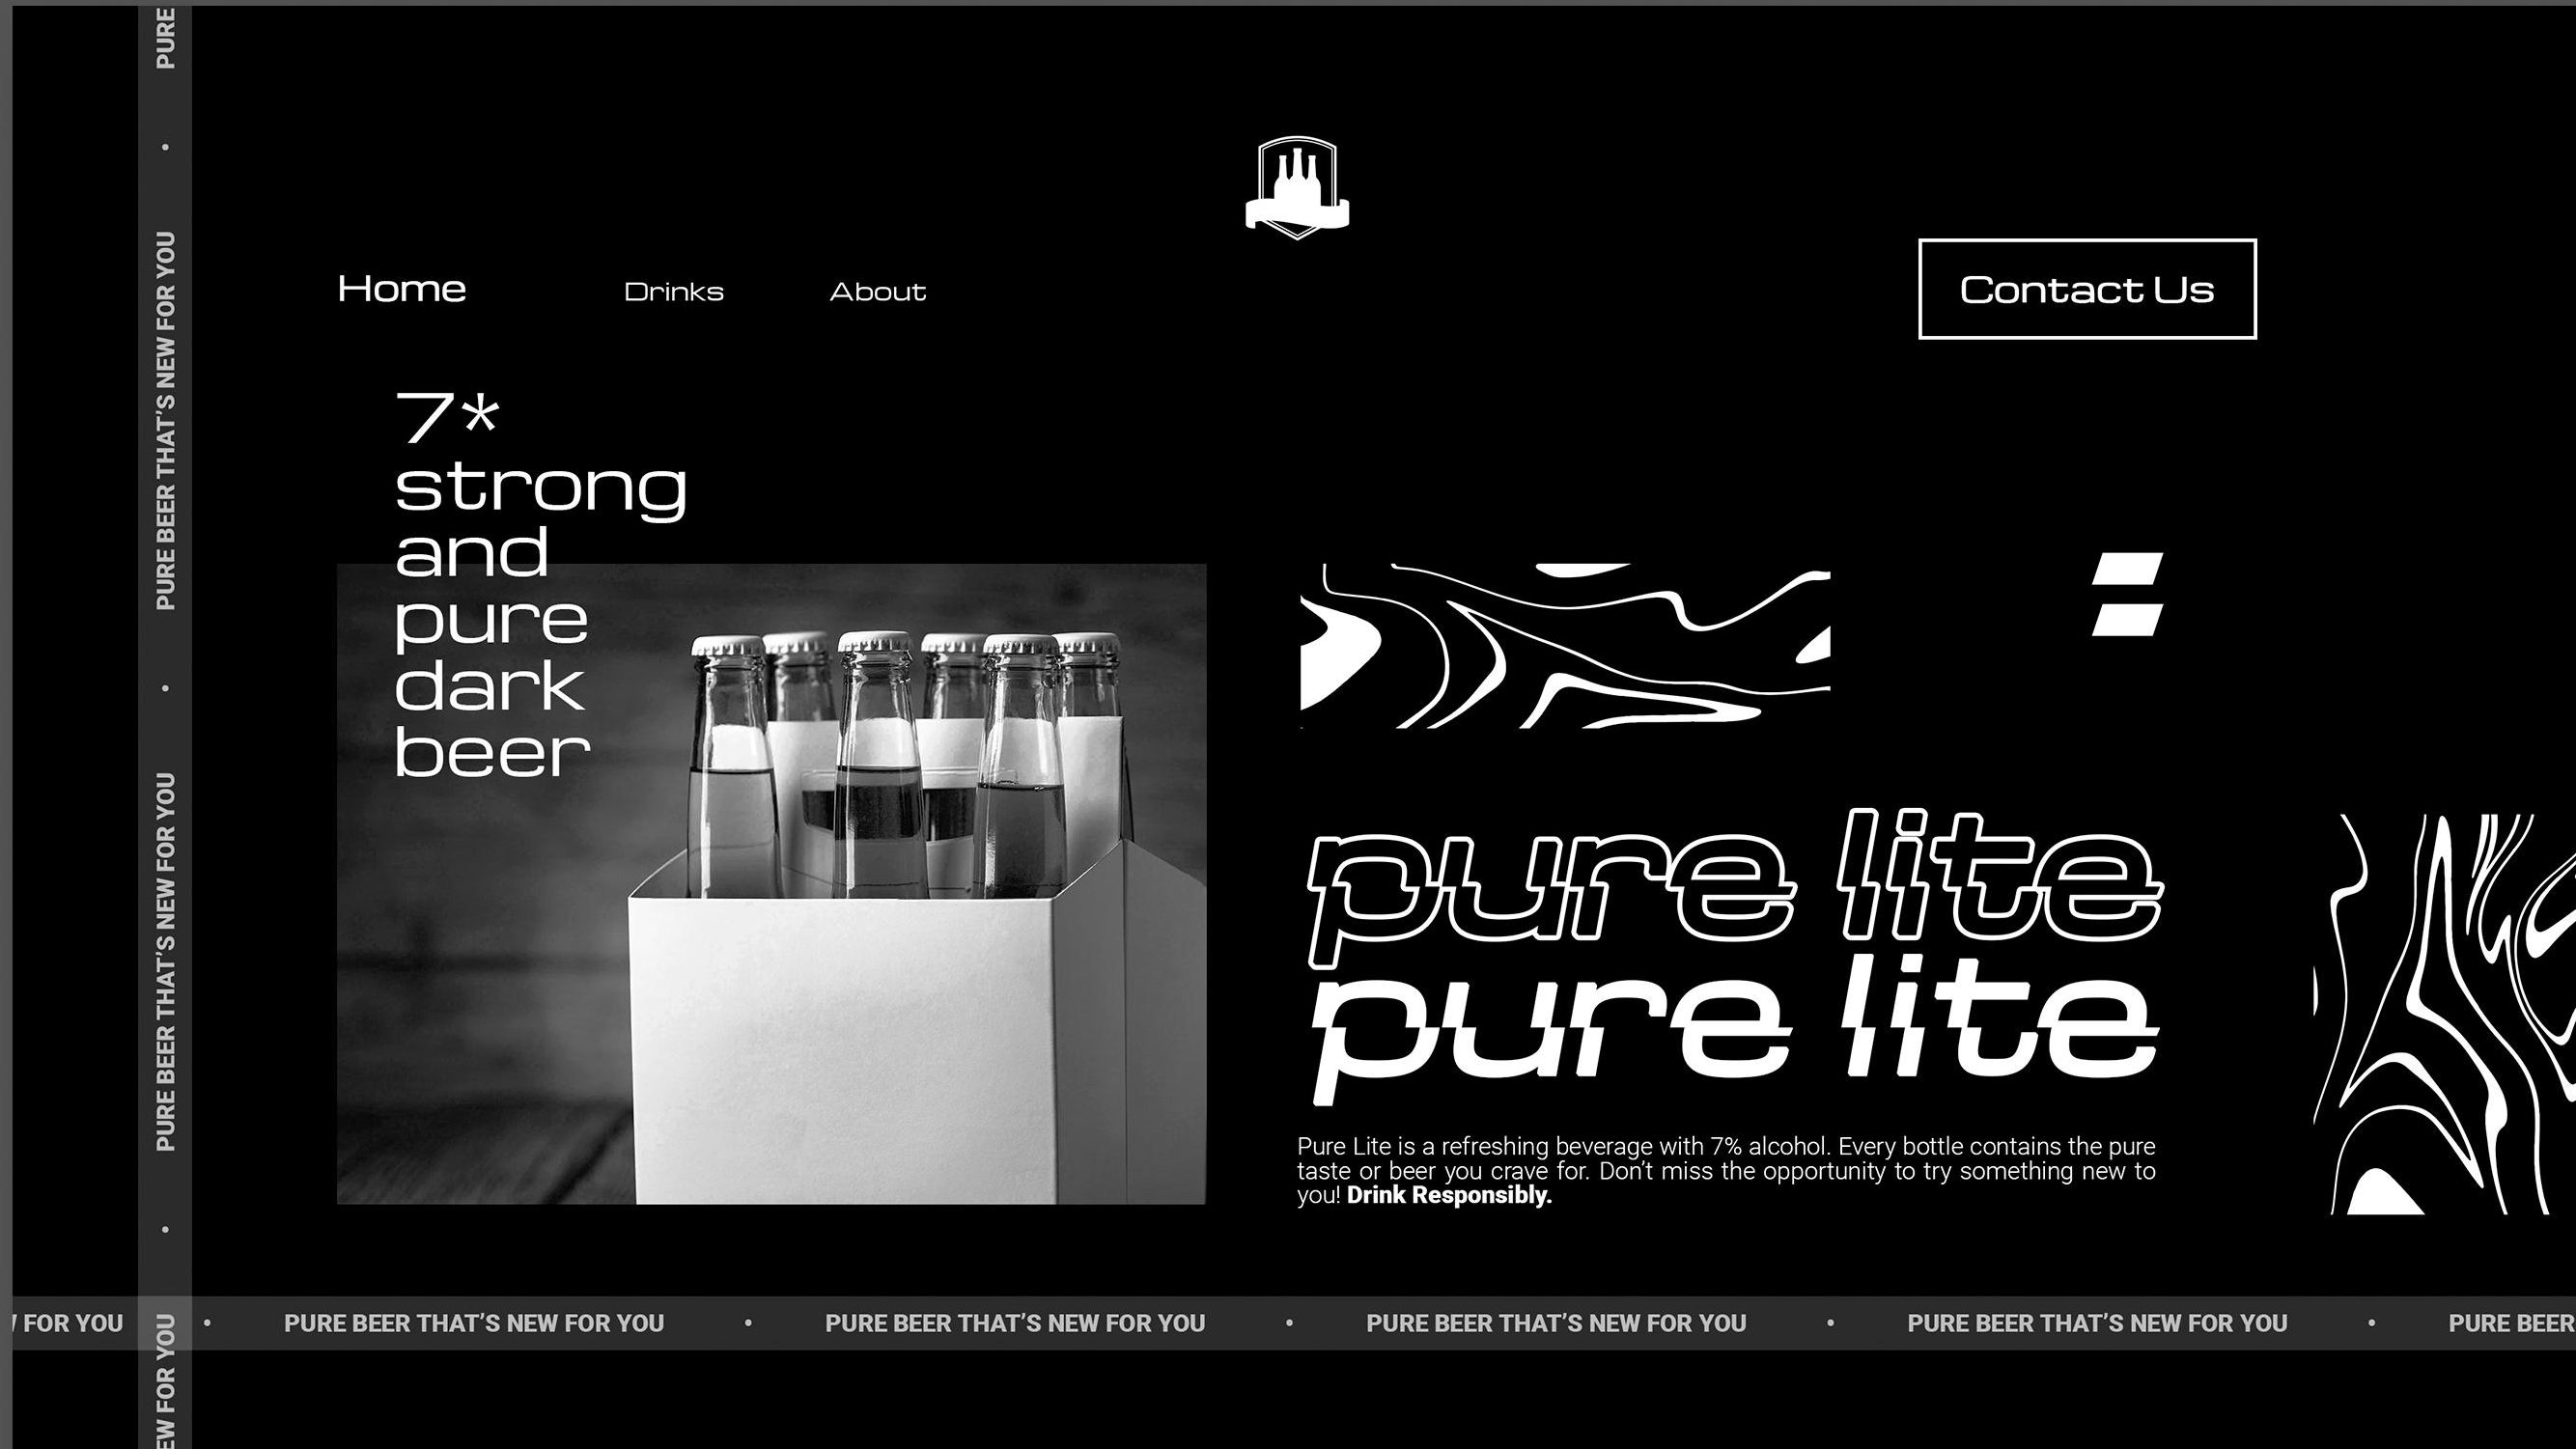 Home
Drinks
About
Contact Us
7*
strong
and
pure
dark
beer
pure lite
pure lite
Pure Lite is a refreshing beverage with 7% alcohol. Every bottle contains the pure
taste or beer you crave for. Don’t miss the opportunity to try something new to
you! Drink Responsibly.
PURE
• PURE BEER THAT’S NEW FOR YOU
• PURE BEER THAT’S NEW FOR YOU
• EW FOR YOU
FOR YOU • PURE BEER THAT’S NEW FOR YOU • PURE BEER THAT’S NEW FOR YOU • PURE BEER THAT’S NEW FOR YOU • PURE BEER THAT’S NEW FOR YOU • PURE BEER